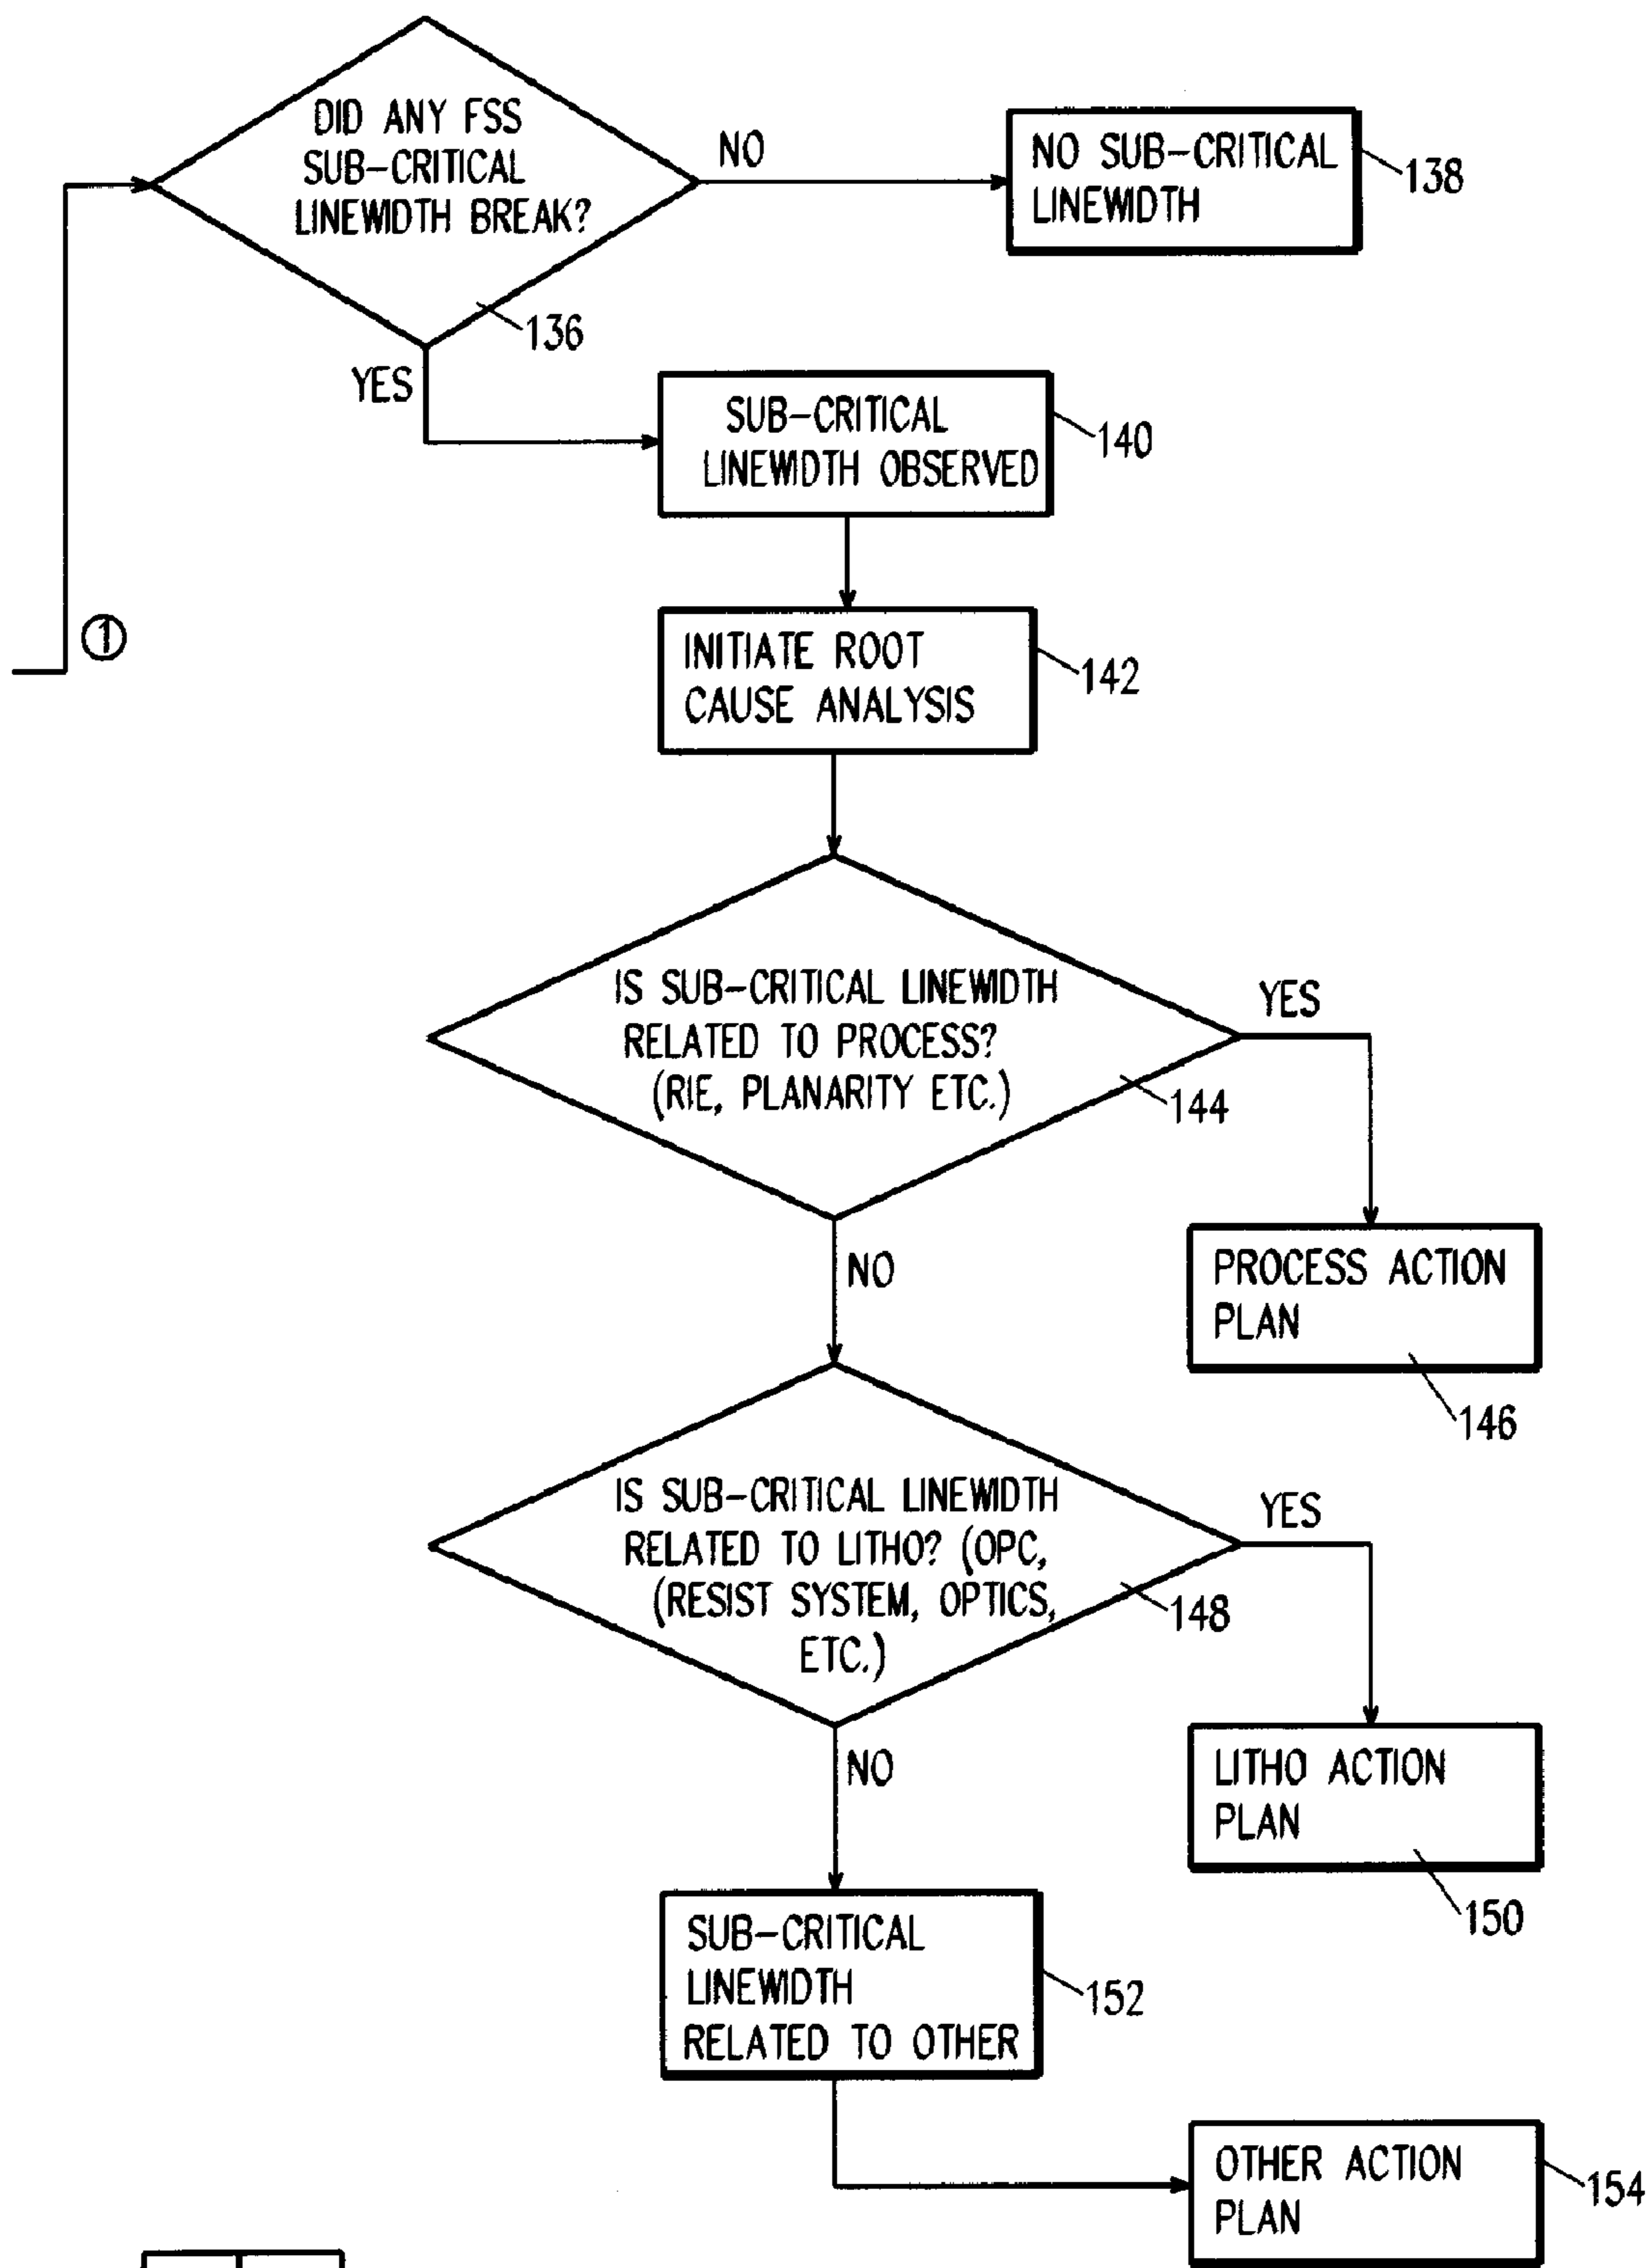 DID ANY FSS
SUB-CRITICAL
LINEWIDTH BREAK?
NO
NO SUB-CRITICAL
LINEWIDTH
138
136
YES
SUB-CRITICAL
LINEWIDTH OBSERVED
140
1
INITIATE ROOT
CAUSE ANALYSIS
142
IS SUB-CRITICAL LINEWIDTH
RELATED TO PROCESS?
(RIE, PLANARITY ETC.)
YES
144
NO
PROCESS ACTION
PLAN
146
IS SUB-CRITICAL LINEWIDTH
RELATED TO LITHO? (OPC,
(RESIST SYSTEM, OPTICS,
ETC.)
YES
148
NO
LITHO ACTION
PLAN
150
SUB-CRITICAL
LINEWIDTH
RELATED TO OTHER
152
OTHER ACTION
PLAN
154